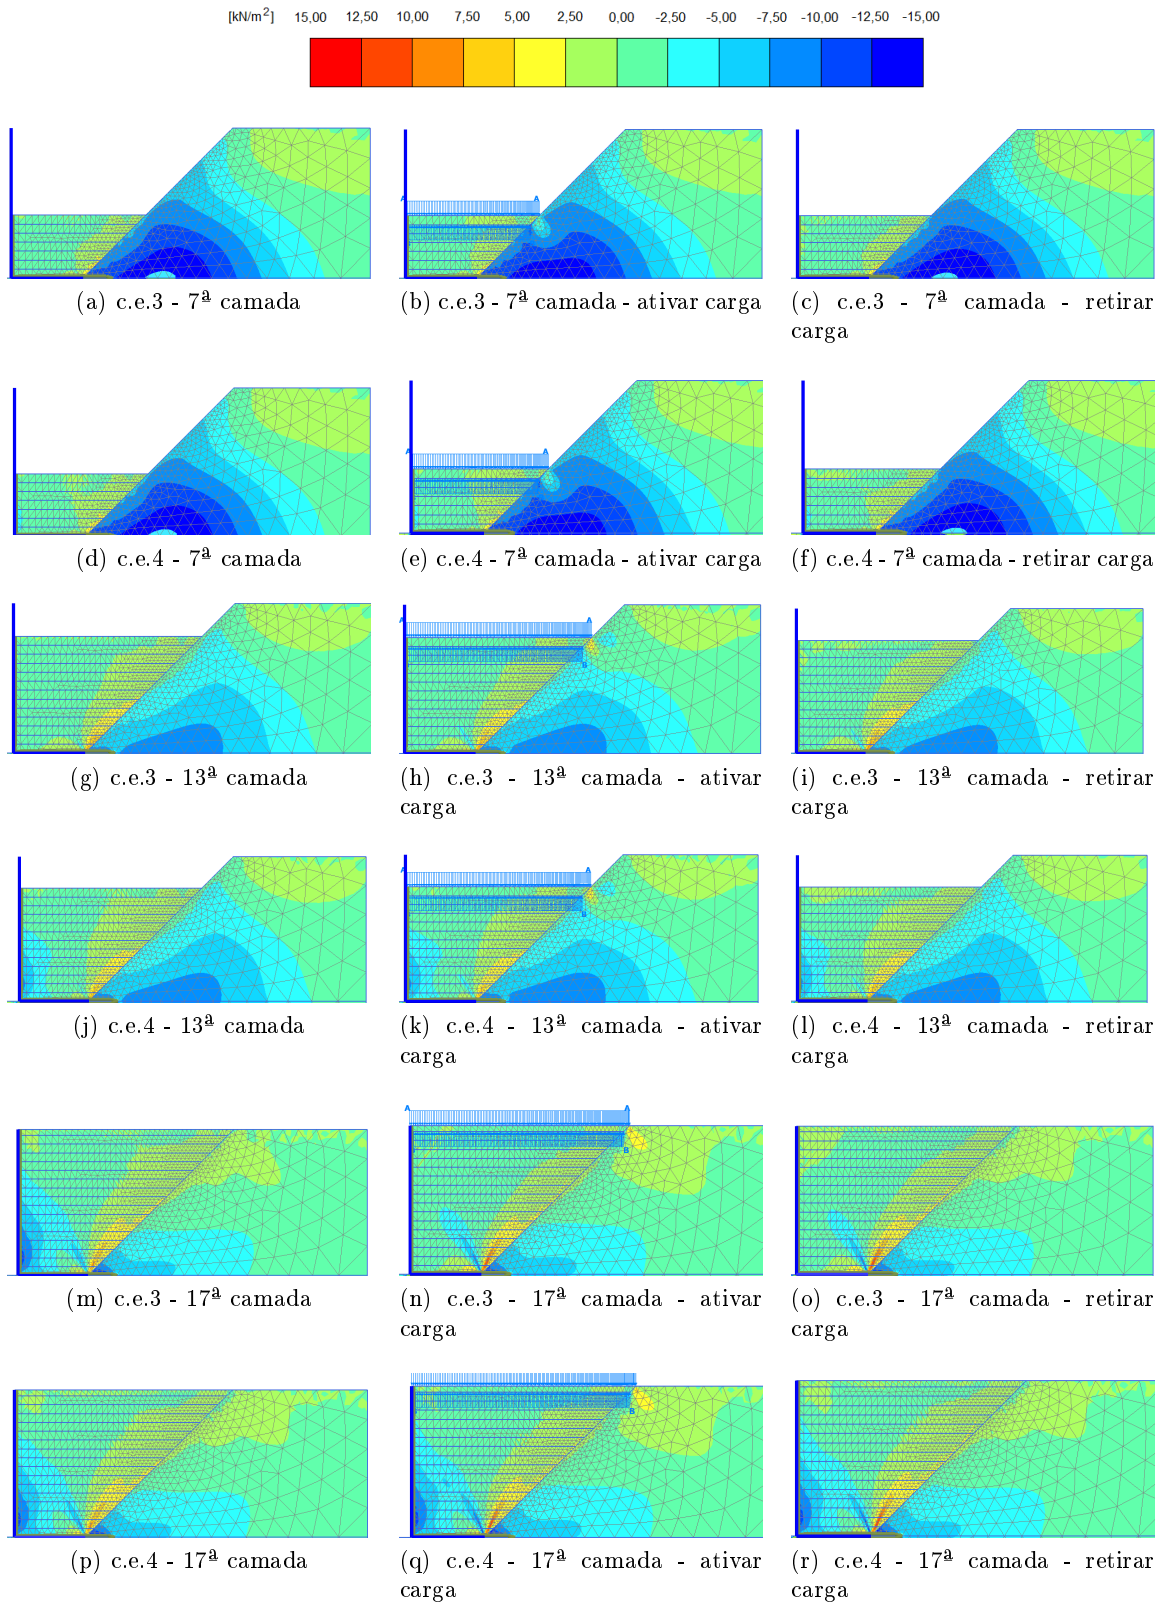 [kN/m²] 15,00 12,50 10,00 7,50 5,00 2,50 0,00 -2,50 -5,00 -7,50 -10,00 -12,50 -15,00
A A
(a) c.e.3 - 7ª camada
(b) c.e.3 - 7ª camada - ativar carga
(c) c.e.3 - 7ª camada - retirar
carga
A A
(d) c.e.4 - 7ª camada
(e) c.e.4 - 7ª camada - ativar carga
(f) c.e.4 - 7ª camada - retirar carga
A A
B
(g) c.e.3 - 13ª camada
(h) c.e.3 - 13ª camada - ativar
carga
(i) c.e.3 - 13ª camada - retirar
carga
A A
B
(j) c.e.4 - 13ª camada
(k) c.e.4 - 13ª camada - ativar
carga
(l) c.e.4 - 13ª camada - retirar
carga
A A
B
(m) c.e.3 - 17ª camada
(n) c.e.3 - 17ª camada - ativar
carga
(o) c.e.3 - 17ª camada - retirar
carga
B
(p) c.e.4 - 17ª camada
(q) c.e.4 - 17ª camada - ativar
carga
(r) c.e.4 - 17ª camada - retirar
carga